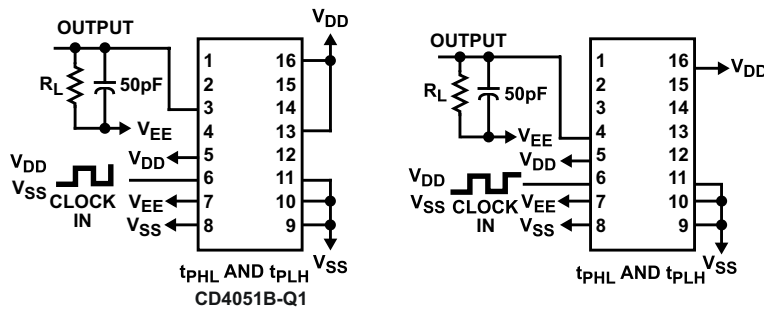 OUTPUT
R_L
50pF
V_EE
V_DD
V_DD
V_SS
CLOCK
IN
V_DD
V_EE
V_SS
1
2
3
4
5
6
7
8
16
15
14
13
12
11
10
9
V_SS
t_PHL AND t_PLH
CD4051B-Q1
OUTPUT
R_L
50pF
V_EE
V_DD
V_DD
V_SS
CLOCK
IN
V_EE
V_SS
1
2
3
4
5
6
7
8
16
15
14
13
12
11
10
9
V_DD
V_SS
t_PHL AND t_PLH